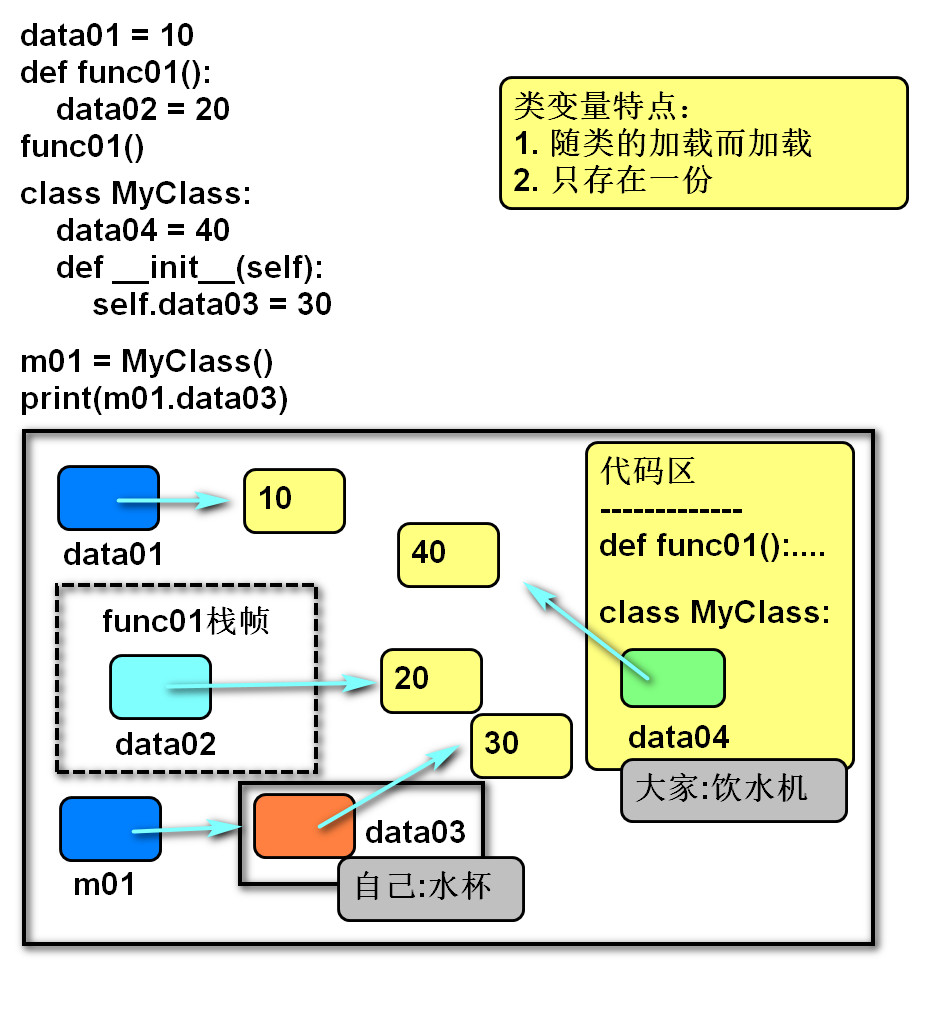 data01 = 10
def func01():
    data02 = 20
func01()
class MyClass:
    data04 = 40
    def __init__(self):
        self.data03 = 30
m01 = MyClass()
print(m01.data03)
类变量特点:
1. 随类的加载而加载
2. 只存在一份
data01
10
40
func01栈帧
data02
20
30
m01
data03
自己:水杯
代码区
-------------
def func01():....
class MyClass:
data04
大家:饮水机